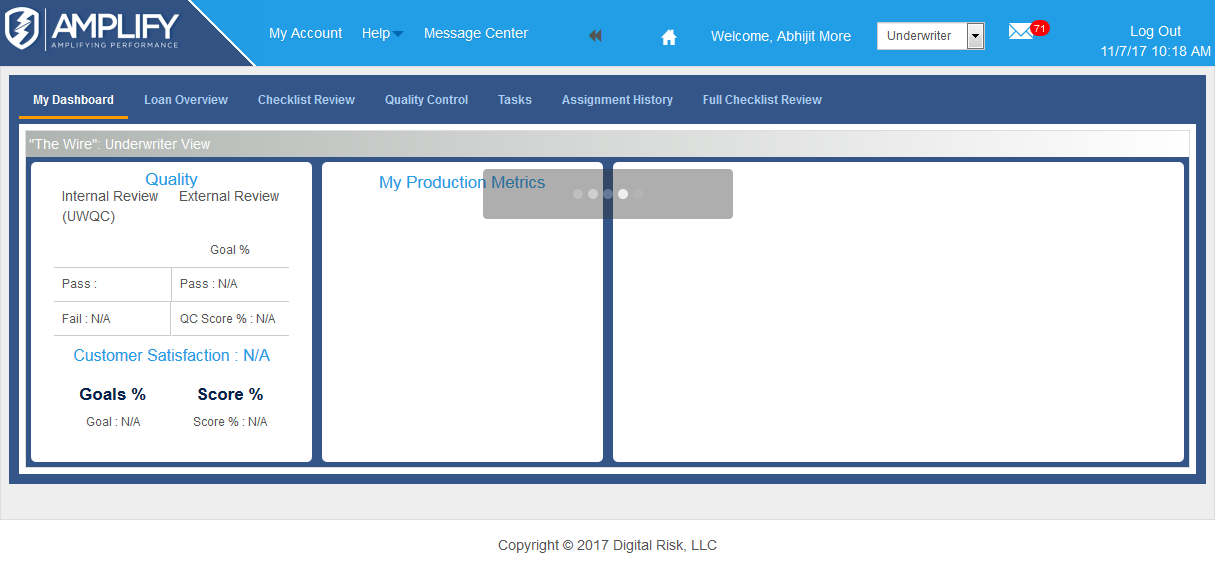 AMPLIFY
AMPLIFYING PERFORMANCE
My Account Help Message Center Welcome, Abhijit More Underwriter 71 Log Out
11/7/17 10:18 AM
My Dashboard Loan Overview Checklist Review Quality Control Tasks Assignment History Full Checklist Review
"The Wire": Underwriter View
Quality
Internal Review External Review
(UWQC)
Goal %
Pass : Pass : N/A
Fail : N/A QC Score % : N/A
Customer Satisfaction : N/A
Goals % Score %
Goal : N/A Score % : N/A
My Production Metrics
Copyright © 2017 Digital Risk, LLC